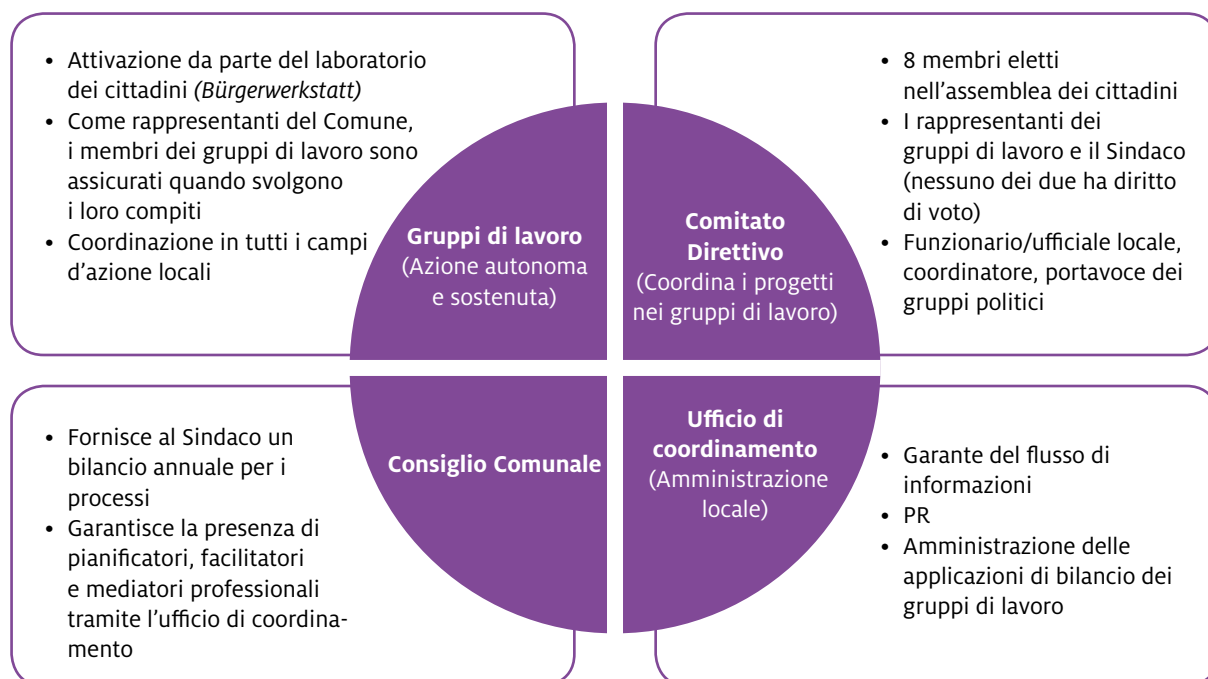 • Attivazione da parte del laboratorio
dei cittadini (Bürgerwerkstatt)
• Come rappresentanti del Comune,
i membri dei gruppi di lavoro sono
assicurati quando svolgono
i loro compiti
• Coordinazione in tutti i campi
d’azione locali
Gruppi di lavoro
(Azione autonoma
e sostenuta)
Comitato
Direttivo
(Coordina i progetti
nei gruppi di lavoro)
• 8 membri eletti
nell’assemblea dei cittadini
• I rappresentanti dei
gruppi di lavoro e il Sindaco
(nessuno dei due ha diritto
di voto)
• Funzionario/ufficiale locale,
coordinatore, portavoce dei
gruppi politici
• Fornisce al Sindaco un
bilancio annuale per i
processi
• Garantisce la presenza di
pianificatori, facilitatori
e mediatori professionali
tramite l’ufficio di coordina-
mento
Consiglio Comunale
Ufficio di
coordinamento
(Amministrazione
locale)
• Garante del flusso di
informazioni
• PR
• Amministrazione delle
applicazioni di bilancio dei
gruppi di lavoro